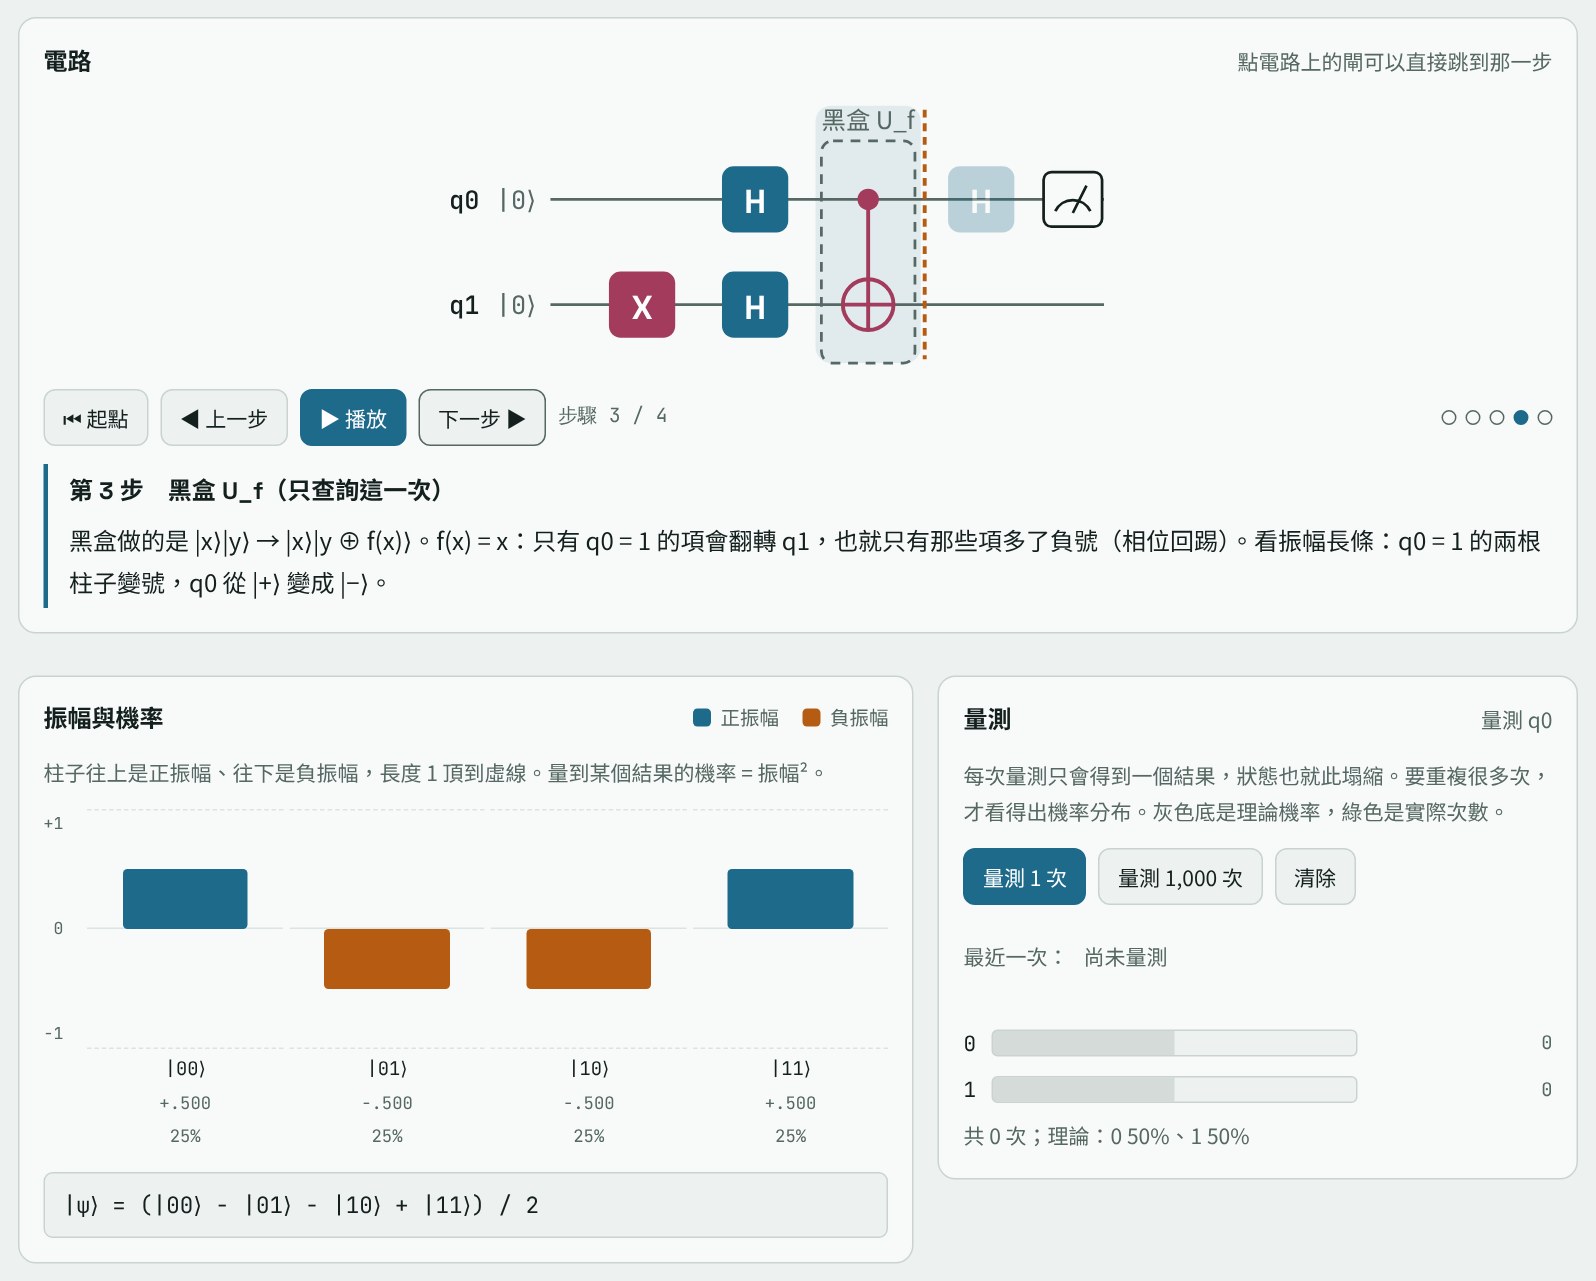 電路
點電路上的閘可以直接跳到那一步
黑盒 U_f
q0 |0⟩ H H
q1 |0⟩ X H
⏮ 起點 ◀ 上一步 ▶ 播放 下一步 ▶ 步驟 3 / 4
第 3 步 黑盒 U_f（只查詢這一次）
黑盒做的是 |x⟩|y⟩ → |x⟩|y ⊕ f(x)⟩。f(x) = x：只有 q0 = 1 的項會翻轉 q1，也就只有那些項多了負號（相位回踢）。看振幅長條：q0 = 1 的兩根
柱子變號，q0 從 |+⟩ 變成 |−⟩。
振幅與機率
正振幅 負振幅
柱子往上是正振幅、往下是負振幅，長度 1 頂到虛線。量到某個結果的機率 = 振幅²。
+1
0
-1
|00⟩ |01⟩ |10⟩ |11⟩
+.500 -.500 -.500 +.500
25% 25% 25% 25%
|ψ⟩ = (|00⟩ - |01⟩ - |10⟩ + |11⟩) / 2
量測
量測 q0
每次量測只會得到一個結果，狀態也就此塌縮。要重複很多次，
才看得出機率分布。灰色底是理論機率，綠色是實際次數。
量測 1 次 量測 1,000 次 清除
最近一次： 尚未量測
0 0
1 0
共 0 次；理論：0 50%、1 50%